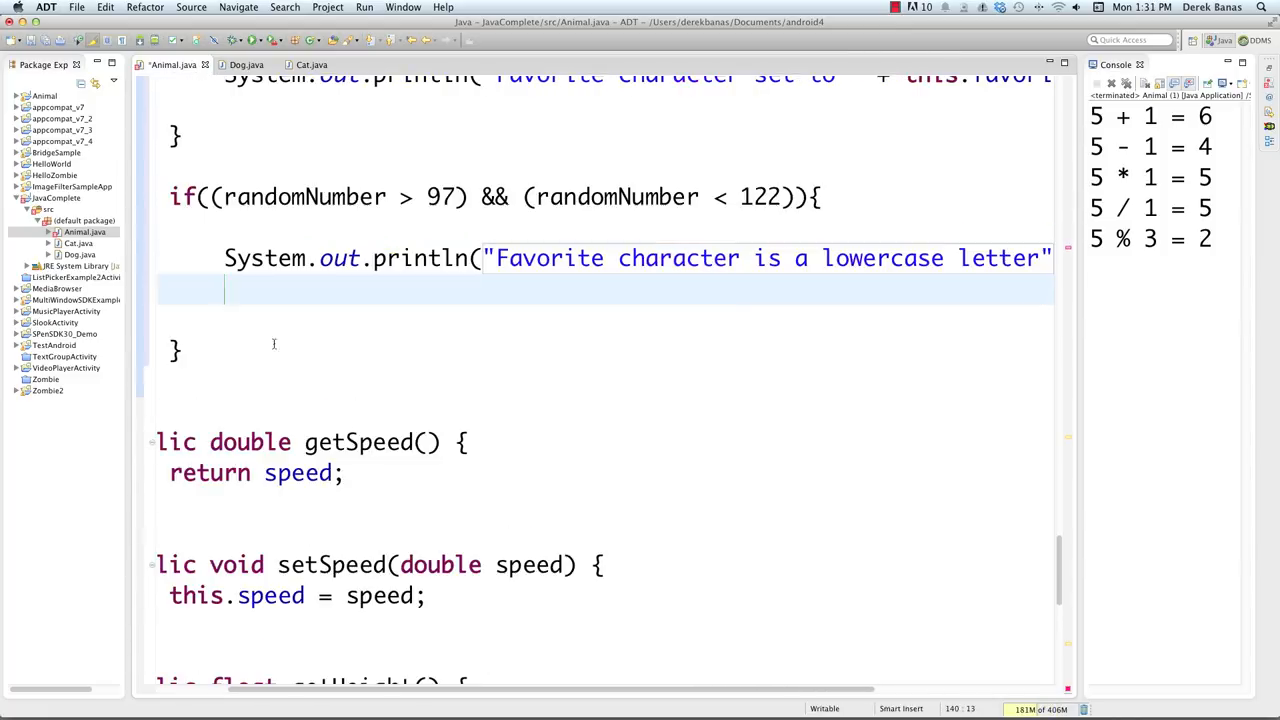 ADT File Edit Refactor Source Navigate Search Project Run Window Help 10 Mon 1:31 PM Derek Banas
Java - JavaComplete/src/Animal.java - ADT - /Users/derekbanas/Documents/android4
Quick Access Java DDMS
Package Exp
*Animal.java Dog.java Cat.java
Console
<terminated> Animal (1) [Java Application] /S
Animal
appcompat_v7
appcompat_v7_2
appcompat_v7_3
appcompat_v7_4
BridgeSample
HelloWorld
HelloZombie
ImageFilterSampleApp
JavaComplete
src
(default package)
Animal.java
Cat.java
Dog.java
JRE System Library [
ListPickerExample2Activi
MediaBrowser
MultiWindowSDKExample
MusicPlayerActivity
SlookActivity
SPenSDK30_Demo
TestAndroid
TextGroupActivity
VideoPlayerActivity
Zombie
Zombie2
System.out.println("Favorite character set to " + this.favori
}
if((randomNumber > 97) && (randomNumber < 122)){
System.out.println("Favorite character is a lowercase letter"
}
lic double getSpeed() {
return speed;
lic void setSpeed(double speed) {
this.speed = speed;
lic float getHeight() {
5 + 1 = 6
5 - 1 = 4
5 * 1 = 5
5 / 1 = 5
5 % 3 = 2
Writable Smart Insert 140 : 13 181M of 406M